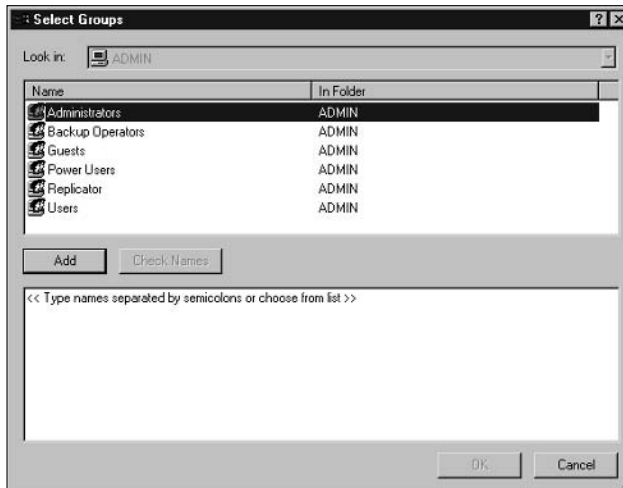 Select Groups
Look in: ADMIN
Name In Folder
Administrators ADMIN
Backup Operators ADMIN
Guests ADMIN
Power Users ADMIN
Replicator ADMIN
Users ADMIN
Add Check Names
<< Type names separated by semicolons or choose from list >>
OK Cancel